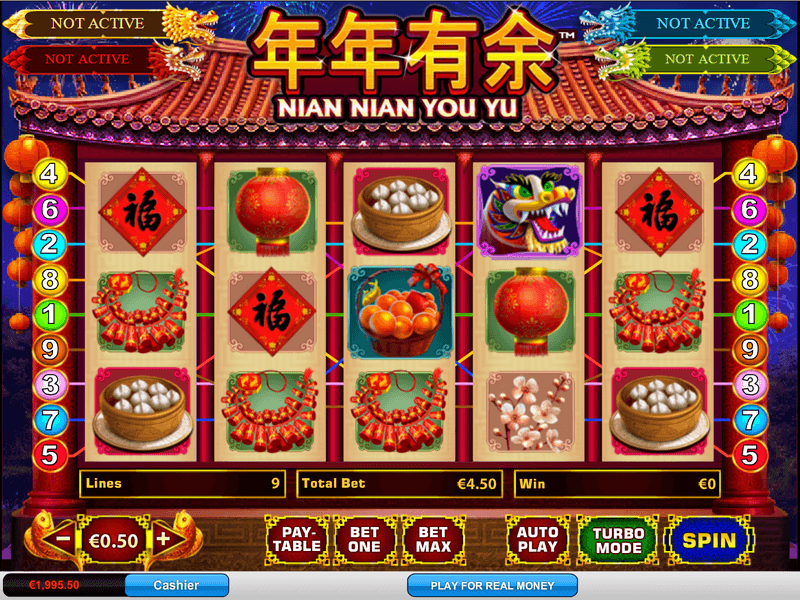 NOT ACTIVE
NOT ACTIVE
年年有余™
NIAN NIAN YOU YU
NOT ACTIVE
NOT ACTIVE
4
6
2
8
1
9
3
7
5
福
福
福
4
6
2
8
1
9
3
7
5
Lines 9
Total Bet €4.50
Win €0
− €0.50 +
PAY-
TABLE
BET
ONE
BET
MAX
AUTO
PLAY
TURBO
MODE
SPIN
€1,995.50
Cashier
PLAY FOR REAL MONEY